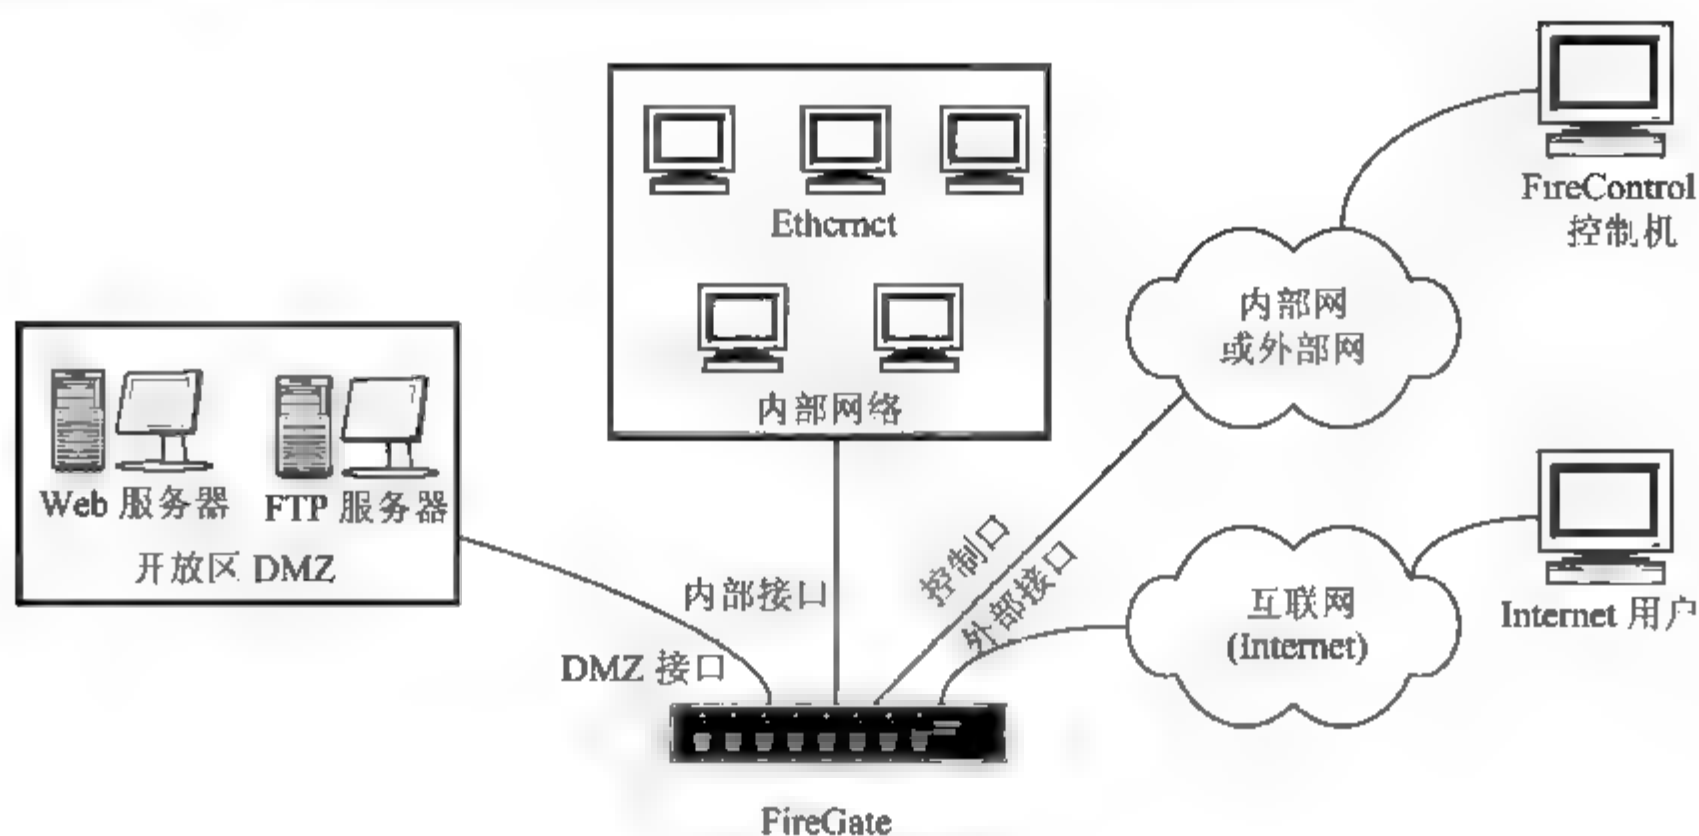 FireControl
控制机
Ethernet
内部网络
内部网
或外部网
Web 服务器
FTP 服务器
开放区 DMZ
内部接口
控制口
外部接口
DMZ 接口
互联网
(Internet)
Internet 用户
FireGate